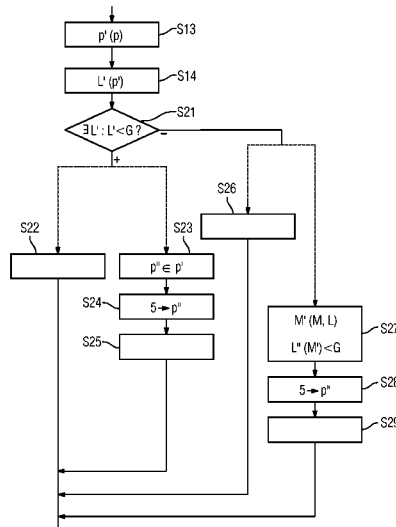 p' (p)
S13
L' (p')
S14
S21
∃L' : L'<G ?
+
–
S26
S22
S23
p'' ∈ p'
S24
5→p''
S25
M' (M, L)
L'' (M')<G
S27
5→p''
S28
S29